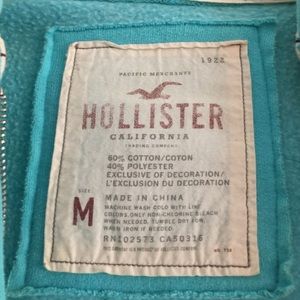 1922
PACIFIC MERCHANTS
HOLLISTER
CALIFORNIA
TRADING COMPANY
60% COTTON/COTON
40% POLYESTER
EXCLUSIVE OF DECORATION/
L'EXCLUSION DU DECORATION
SIZE
M
MADE IN CHINA
MACHINE WASH COLD WITH LIKE
COLORS. ONLY NON-CHLORINE BLEACH
WHEN NEEDED. TUMBLE DRY LOW.
WARM IRON IF NEEDED.
RN102573 CA50316